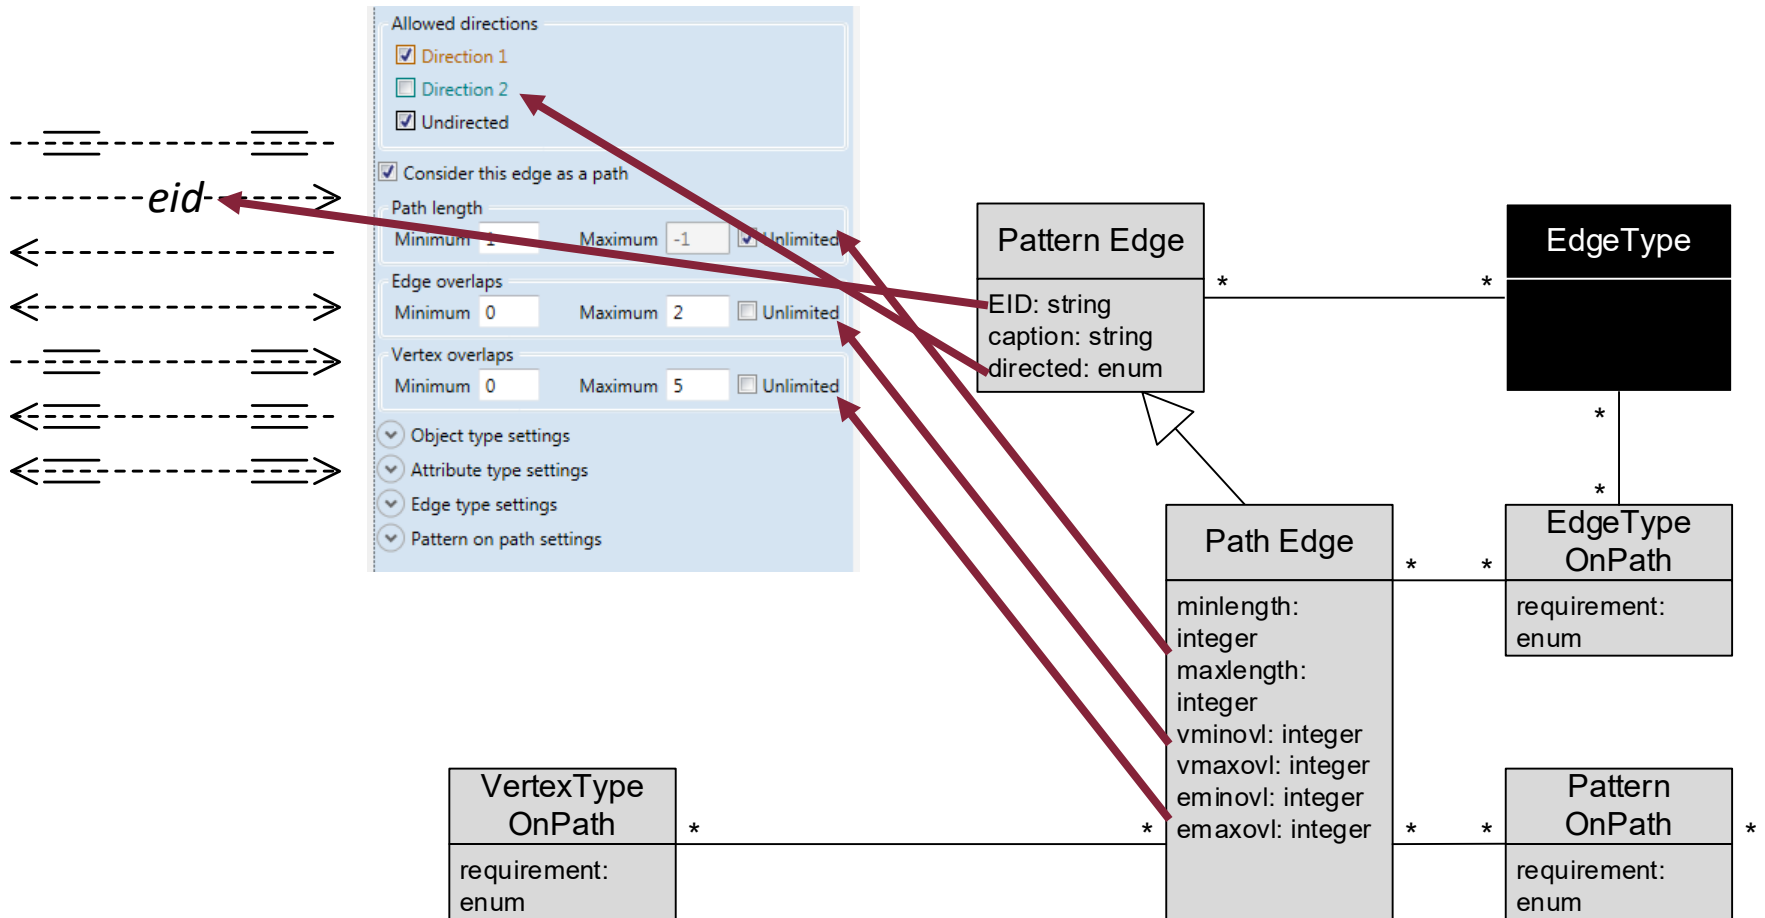 Allowed directions
Direction 1
Direction 2
Undirected
Consider this edge as a path
Path length
Minimum 1 Maximum -1 Unlimited
Edge overlaps
Minimum 0 Maximum 2 Unlimited
Vertex overlaps
Minimum 0 Maximum 5 Unlimited
Object type settings
Attribute type settings
Edge type settings
Pattern on path settings
eid
Pattern Edge
EID: string
caption: string
directed: enum
*
*
EdgeType
*
*
EdgeType
OnPath
requirement:
enum
Path Edge
minlength:
integer
maxlength:
integer
vminovl: integer
vmaxovl: integer
eminovl: integer
emaxovl: integer
*
*
VertexType
OnPath
requirement:
enum
*
*
Pattern
OnPath
requirement:
enum
*
*
*